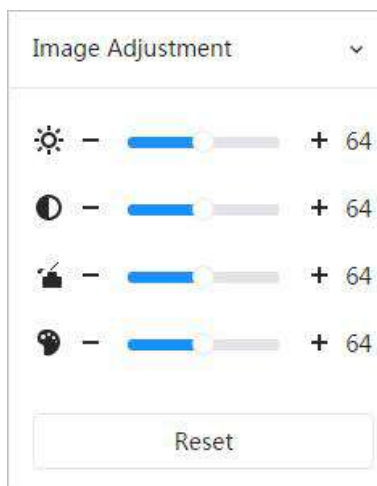 Image Adjustment
− + 64
− + 64
− + 64
− + 64
Reset